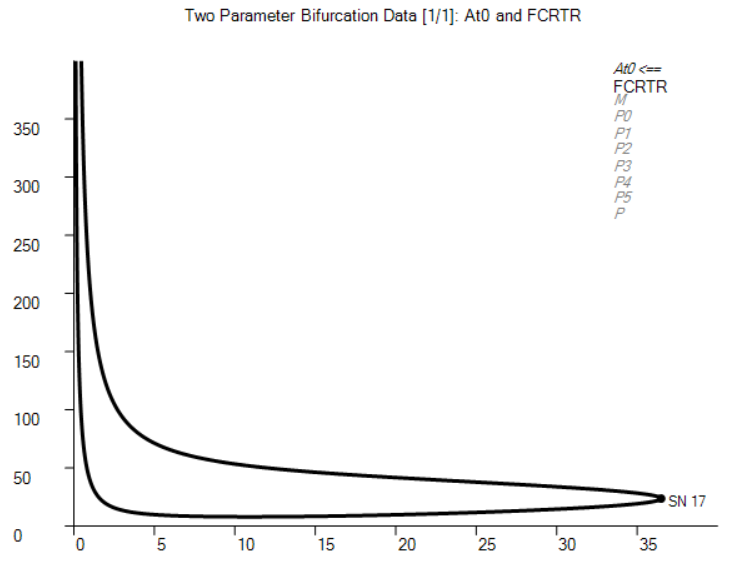 Two Parameter Bifurcation Data [1/1]: At0 and FCRTR
At0 <==
FCRTR
M
P0
P1
P2
P3
P4
P5
P
350
300
250
200
150
100
50
0
SN 17
0 5 10 15 20 25 30 35